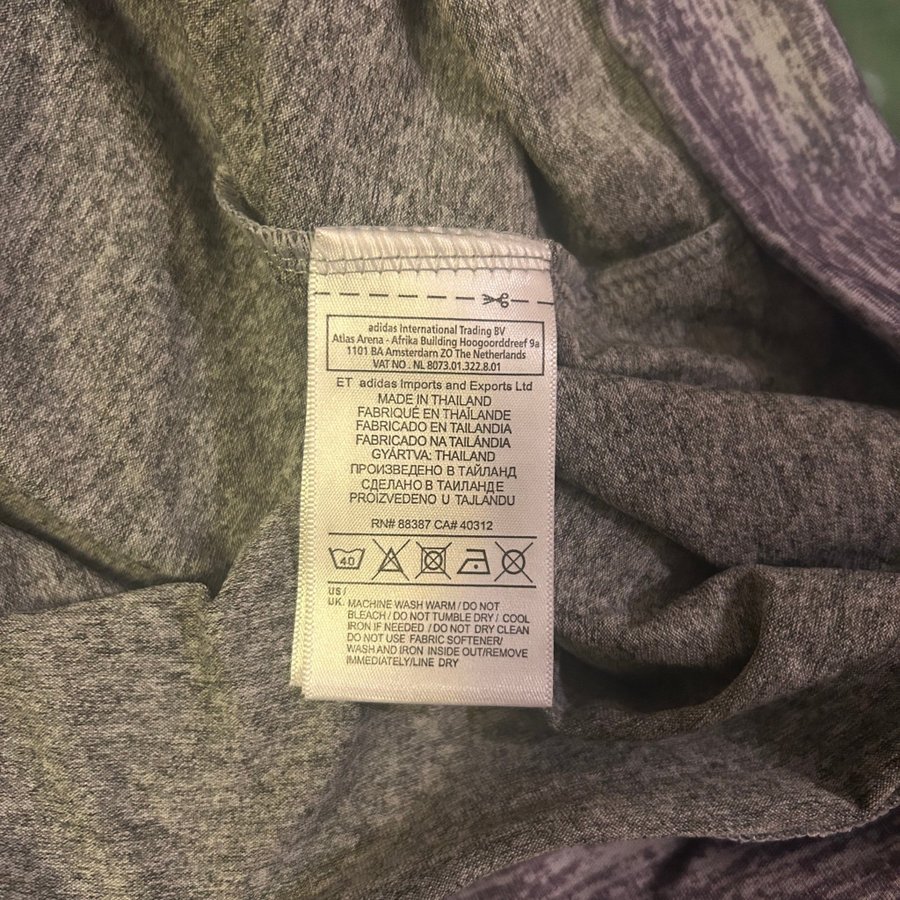 adidas International Trading BV
Atlas Arena - Afrika Building Hoogoorddreef 9a
1101 BA Amsterdam ZO The Netherlands
VAT NO . NL 8073.01.322.8.01
ET adidas Imports and Exports Ltd
MADE IN THAILAND
FABRIQUÉ EN THAÏLANDE
FABRICADO EN TAILANDIA
FABRICADO NA TAILÂNDIA
GYÁRTVA: THAILAND
ПРОИЗВЕДЕНО В ТАЙЛАНД
СДЕЛАНО В ТАИЛАНДЕ
PROIZVEDENO U TAJLANDU
RN# 88387 CA# 40312
40
US /
UK. MACHINE WASH WARM / DO NOT
BLEACH / DO NOT TUMBLE DRY / COOL
IRON IF NEEDED / DO NOT DRY CLEAN
DO NOT USE FABRIC SOFTENER/
WASH AND IRON INSIDE OUT/REMOVE
IMMEDIATELY/LINE DRY